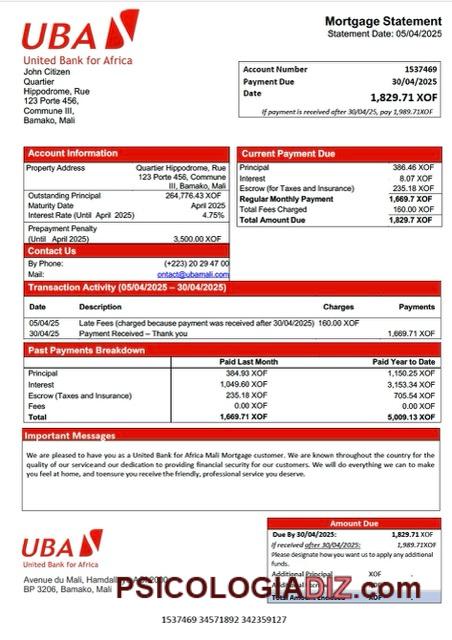 UBA
United Bank for Africa
John Citizen
Quartier
Hippodrome, Rue
123 Porte 456,
Commune III,
Bamako, Mali
Mortgage Statement
Statement Date: 05/04/2025
Account Number 1537469
Payment Due 30/04/2025
Date 1,829.71 XOF
If payment is received after 30/04/25, pay 1,989.71XOF
Account Information
Property Address Quartier Hippodrome, Rue
123 Porte 456, Commune
III, Bamako, Mali
Outstanding Principal 264,776.43 XOF
Maturity Date April 2025
Interest Rate (Until April 2025) 4.75%
Prepayment Penalty
(Until April 2025) 3,500.00 XOF
Contact Us
By Phone: (+223) 20 29 47 00
Mail: ontact@ubamali.com
Current Payment Due
Principal 386.46 XOF
Interest 8.07 XOF
Escrow (for Taxes and Insurance) 235.18 XOF
Regular Monthly Payment 1,669.7 XOF
Total Fees Charged 160.00 XOF
Total Amount Due 1,829.7 XOF
Transaction Activity (05/04/2025 – 30/04/2025)
Date Description Charges Payments
05/04/25 Late Fees (charged because payment was received after 30/04/2025) 160.00 XOF
30/04/25 Payment Received – Thank you 1,669.71 XOF
Past Payments Breakdown
Paid Last Month Paid Year to Date
Principal 384.93 XOF 1,150.25 XOF
Interest 1,049.60 XOF 3,153.34 XOF
Escrow (Taxes and Insurance) 235.18 XOF 705.54 XOF
Fees 0.00 XOF 0.00 XOF
Total 1,669.71 XOF 5,009.13 XOF
Important Messages
We are pleased to have you as a United Bank for Africa Mali Mortgage customer. We are known throughout the country for the
quality of our serviceand our dedication to providing financial security for our customers. We will do everything we can to make
you feel at home, and toensure you receive the friendly, professional service you deserve.
UBA
United Bank for Africa
Avenue du Mali,
BP 3206, Bamako, Mali
Amount Due
Due By 30/04/2025: 1,829.71 XOF
If received after 30/04/2025: 1,989.71XOF
Please designate how you want us to apply any additional
funds.
Additional Principal XOF
XOF
Total Amount XOF
PSICOLOGIADIZ.com
1537469 34571892 342359127